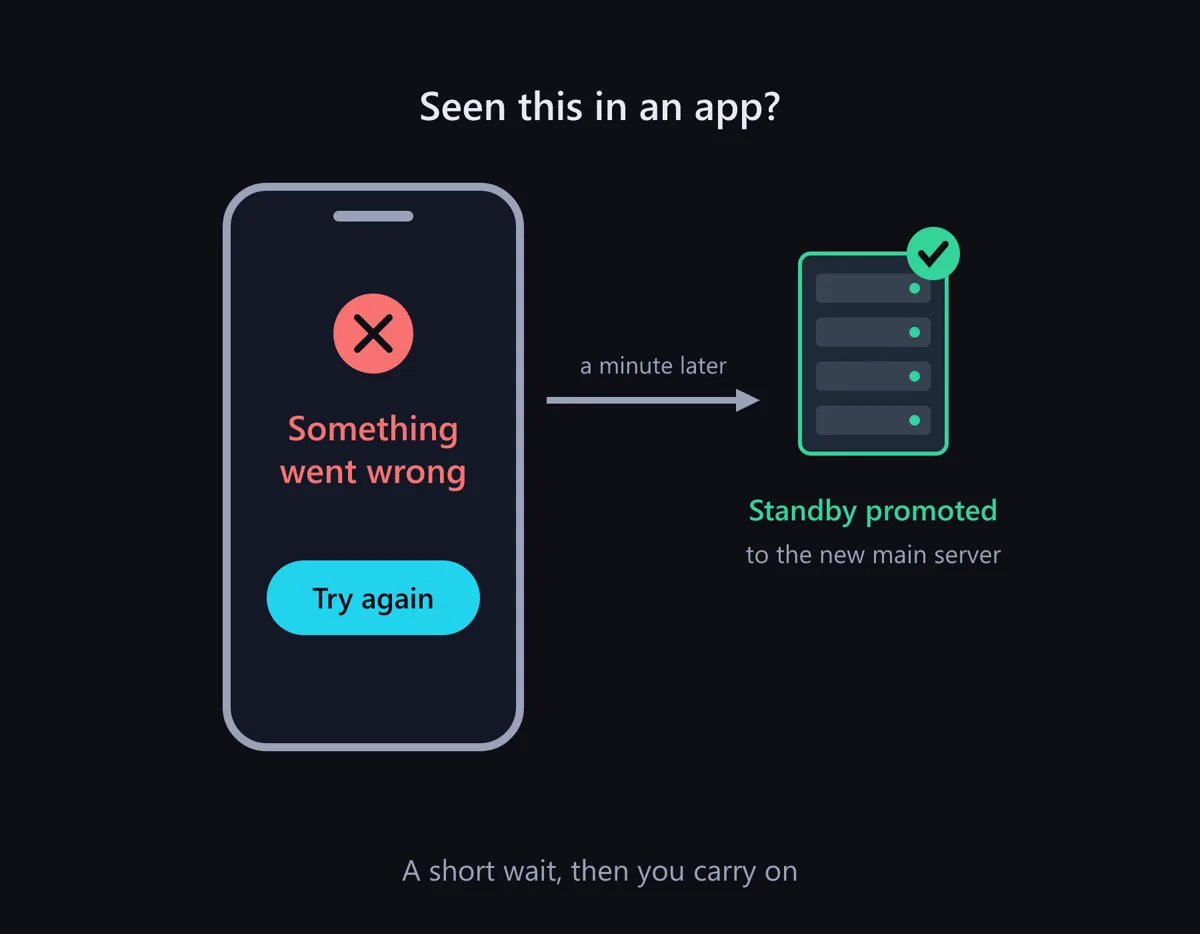 Seen this in an app?
Something
went wrong
Try again
a minute later
Standby promoted
to the new main server
A short wait, then you carry on